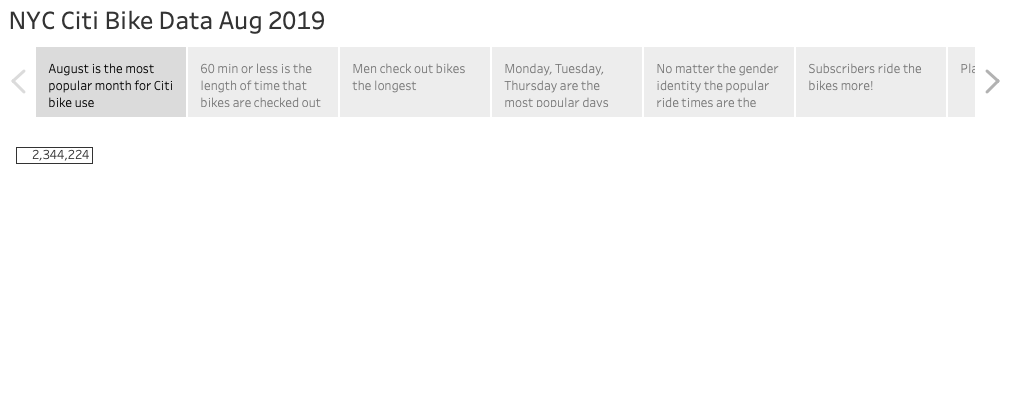 NYC Citi Bike Data Aug 2019
August is the most
popular month for Citi
bike use
60 min or less is the
length of time that
bikes are checked out
Men check out bikes
the longest
Monday, Tuesday,
Thursday are the
most popular days
No matter the gender
identity the popular
ride times are the
Subscribers ride the
bikes more!
2,344,224